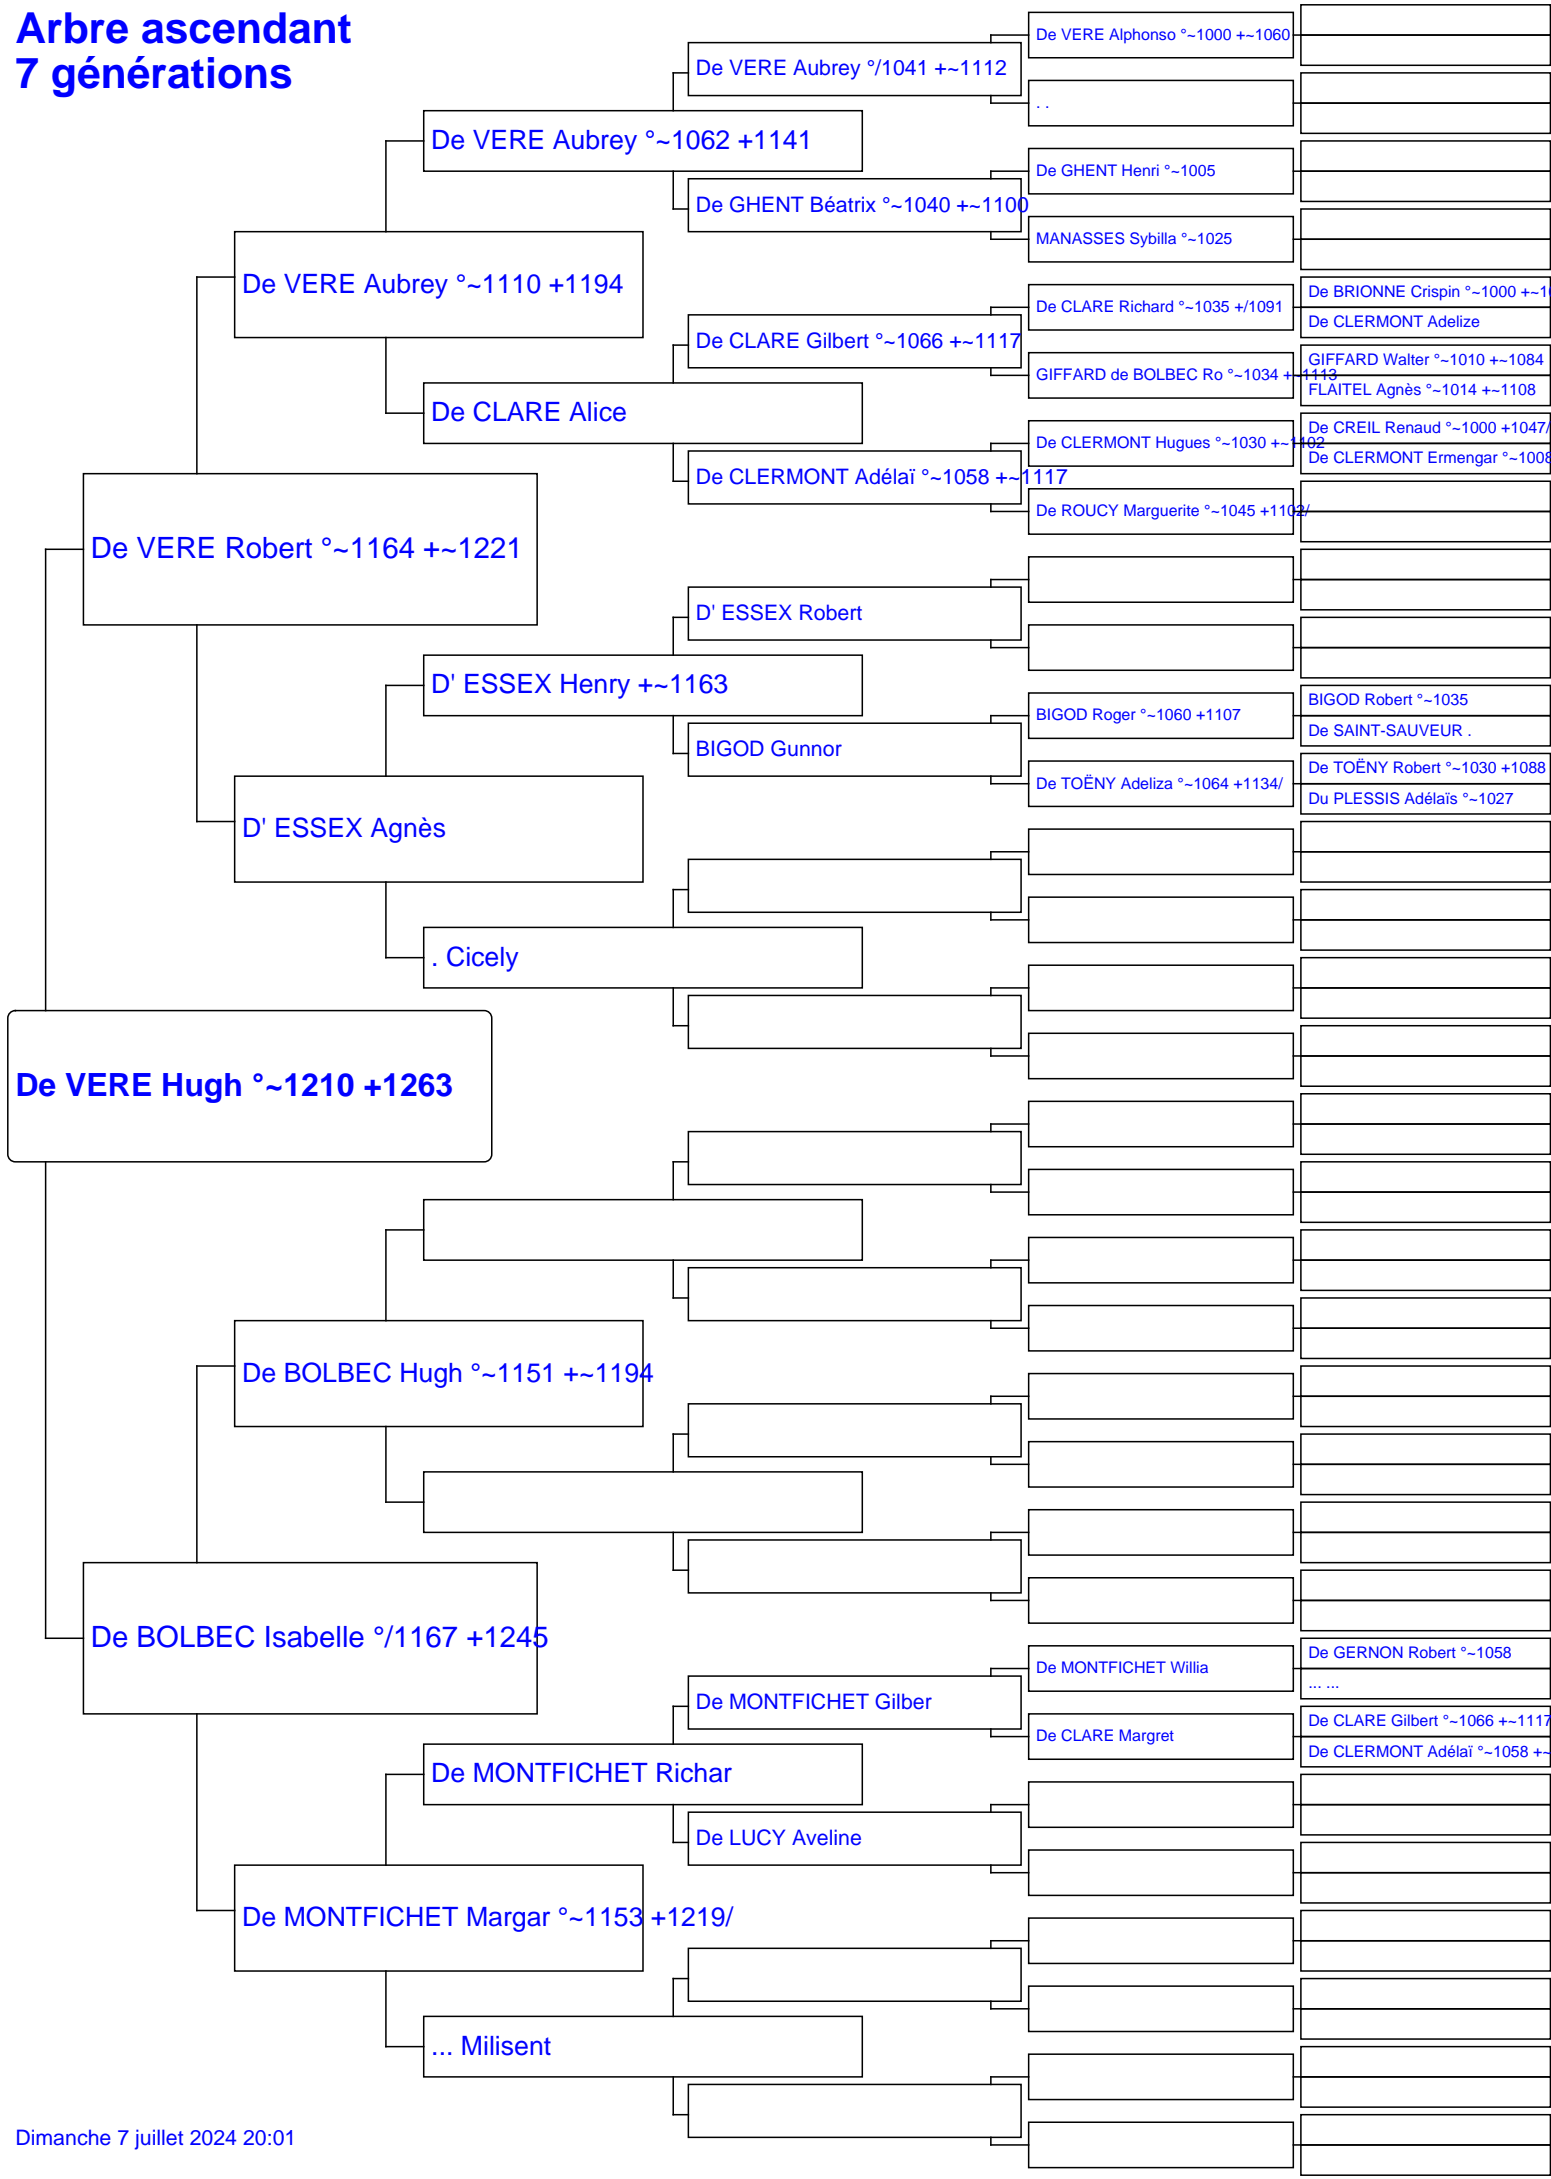 Arbre ascendant
7 générations
De VERE Alphonso °~1000 +~1060
De VERE Aubrey °/1041 +~1112
. .
De VERE Aubrey °~1062 +1141
De GHENT Henri °~1005
De GHENT Béatrix °~1040 +~1100
MANASSES Sybilla °~1025
De VERE Aubrey °~1110 +1194
De BRIONNE Crispin °~1000 +~1
De CLARE Richard °~1035 +/1091
De CLERMONT Adelize
De CLARE Gilbert °~1066 +~1117
GIFFARD Walter °~1010 +~1084
GIFFARD de BOLBEC Ro °~1034 +~1113
FLAITEL Agnès °~1014 +~1108
De CLARE Alice
De CREIL Renaud °~1000 +1047/
De CLERMONT Hugues °~1030 +~1102
De CLERMONT Ermengar °~1008
De CLERMONT Adélaï °~1058 +~1117
De ROUCY Marguerite °~1045 +1102/
De VERE Robert °~1164 +~1221
D' ESSEX Robert
D' ESSEX Henry +~1163
BIGOD Robert °~1035
BIGOD Roger °~1060 +1107
De SAINT-SAUVEUR .
BIGOD Gunnor
De TOËNY Robert °~1030 +1088
De TOËNY Adeliza °~1064 +1134/
Du PLESSIS Adélaïs °~1027
D' ESSEX Agnès
. Cicely
De VERE Hugh °~1210 +1263
De BOLBEC Hugh °~1151 +~1194
De BOLBEC Isabelle °/1167 +1245
De GERNON Robert °~1058
De MONTFICHET Willia
... ...
De MONTFICHET Gilber
De CLARE Gilbert °~1066 +~1117
De CLARE Margret
De CLERMONT Adélaï °~1058 +~
De MONTFICHET Richar
De LUCY Aveline
De MONTFICHET Margar °~1153 +1219/
... Milisent
Dimanche 7 juillet 2024 20:01